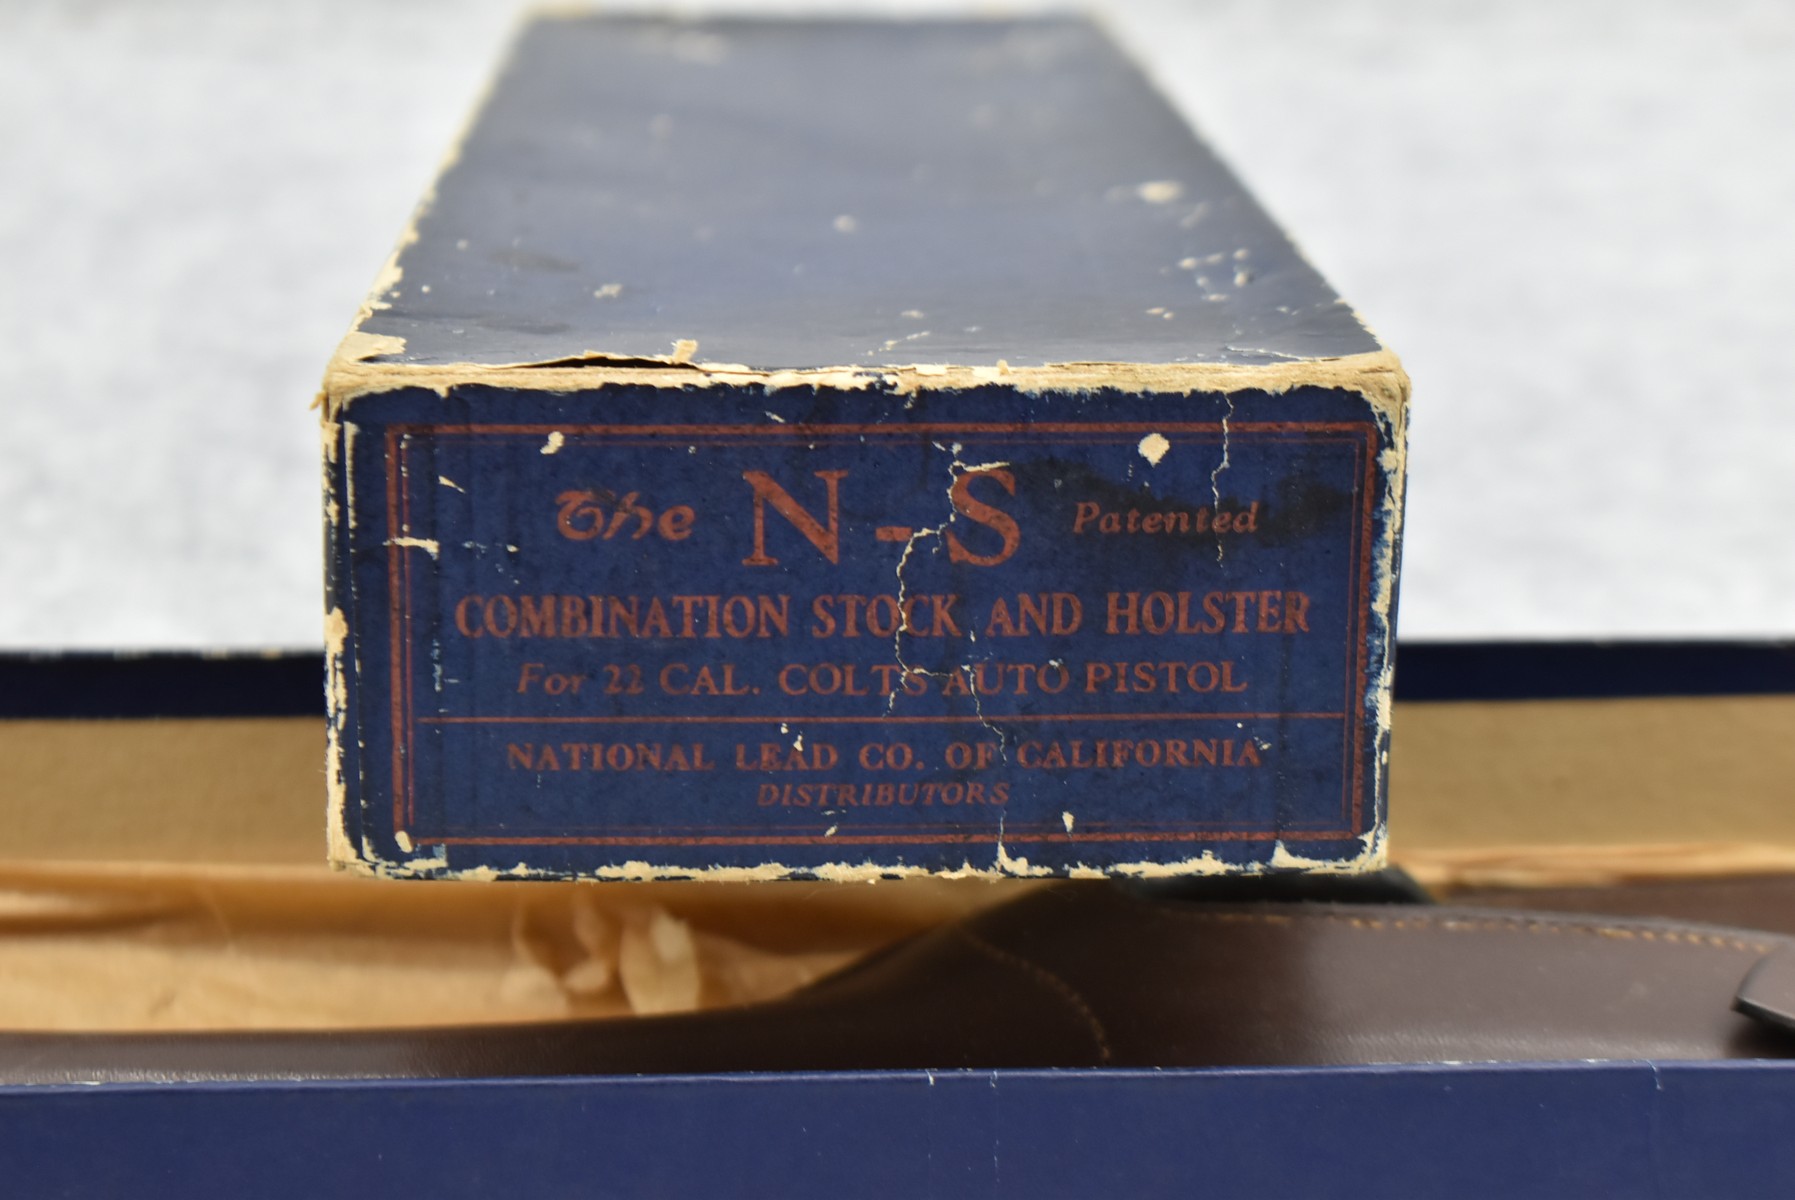 The N-S Patented
COMBINATION STOCK AND HOLSTER
For 22 CAL. COLTS AUTO PISTOL
NATIONAL LEAD CO. OF CALIFORNIA
DISTRIBUTORS